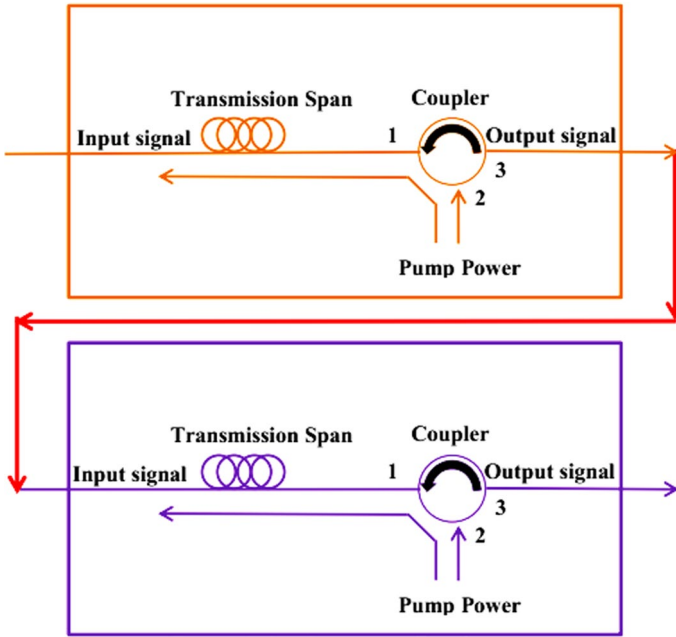 Transmission Span Coupler
Input signal 1 Output signal
3
2
Pump Power
Transmission Span Coupler
Input signal 1 Output signal
3
2
Pump Power